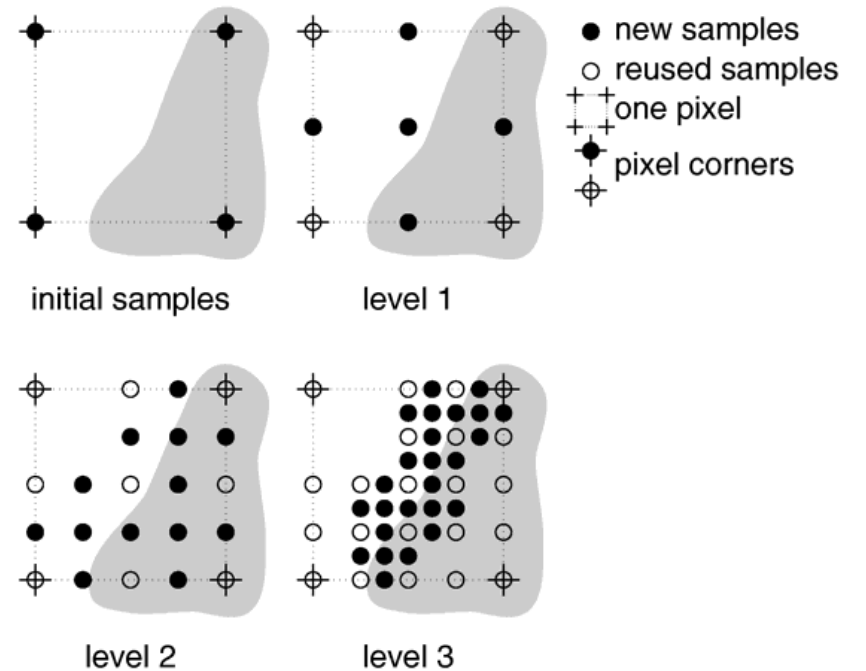 new samples
reused samples
one pixel
pixel corners
initial samples
level 1
level 2
level 3